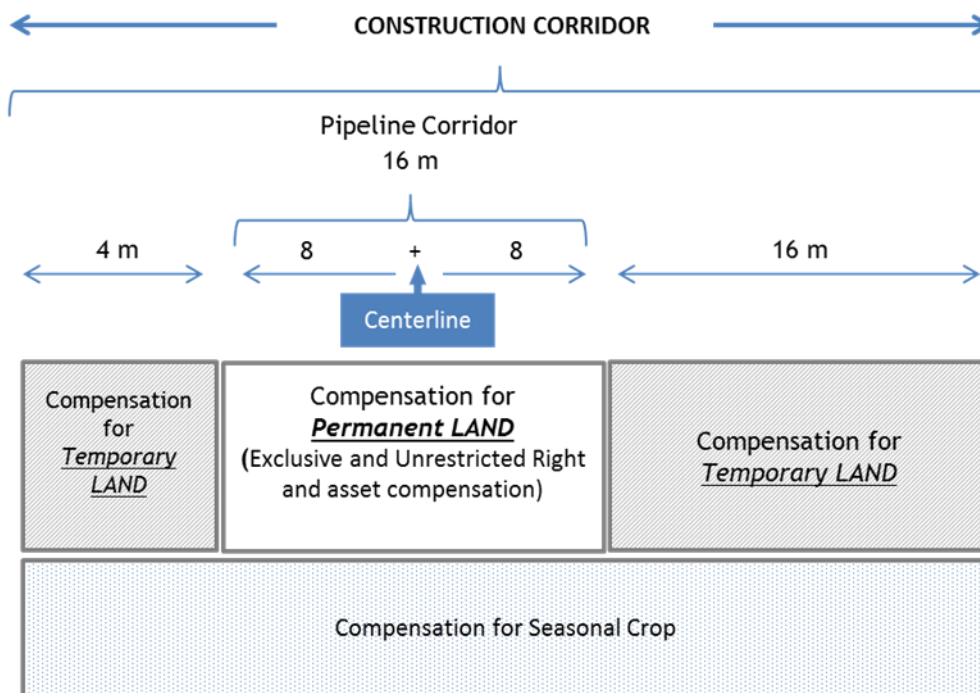 CONSTRUCTION CORRIDOR
Pipeline Corridor
16 m
4 m
8 + 8
16 m
Centerline
Compensation
for
Temporary
LAND
Compensation for
Permanent LAND
(Exclusive and Unrestricted Right
and asset compensation)
Compensation for
Temporary LAND
Compensation for Seasonal Crop